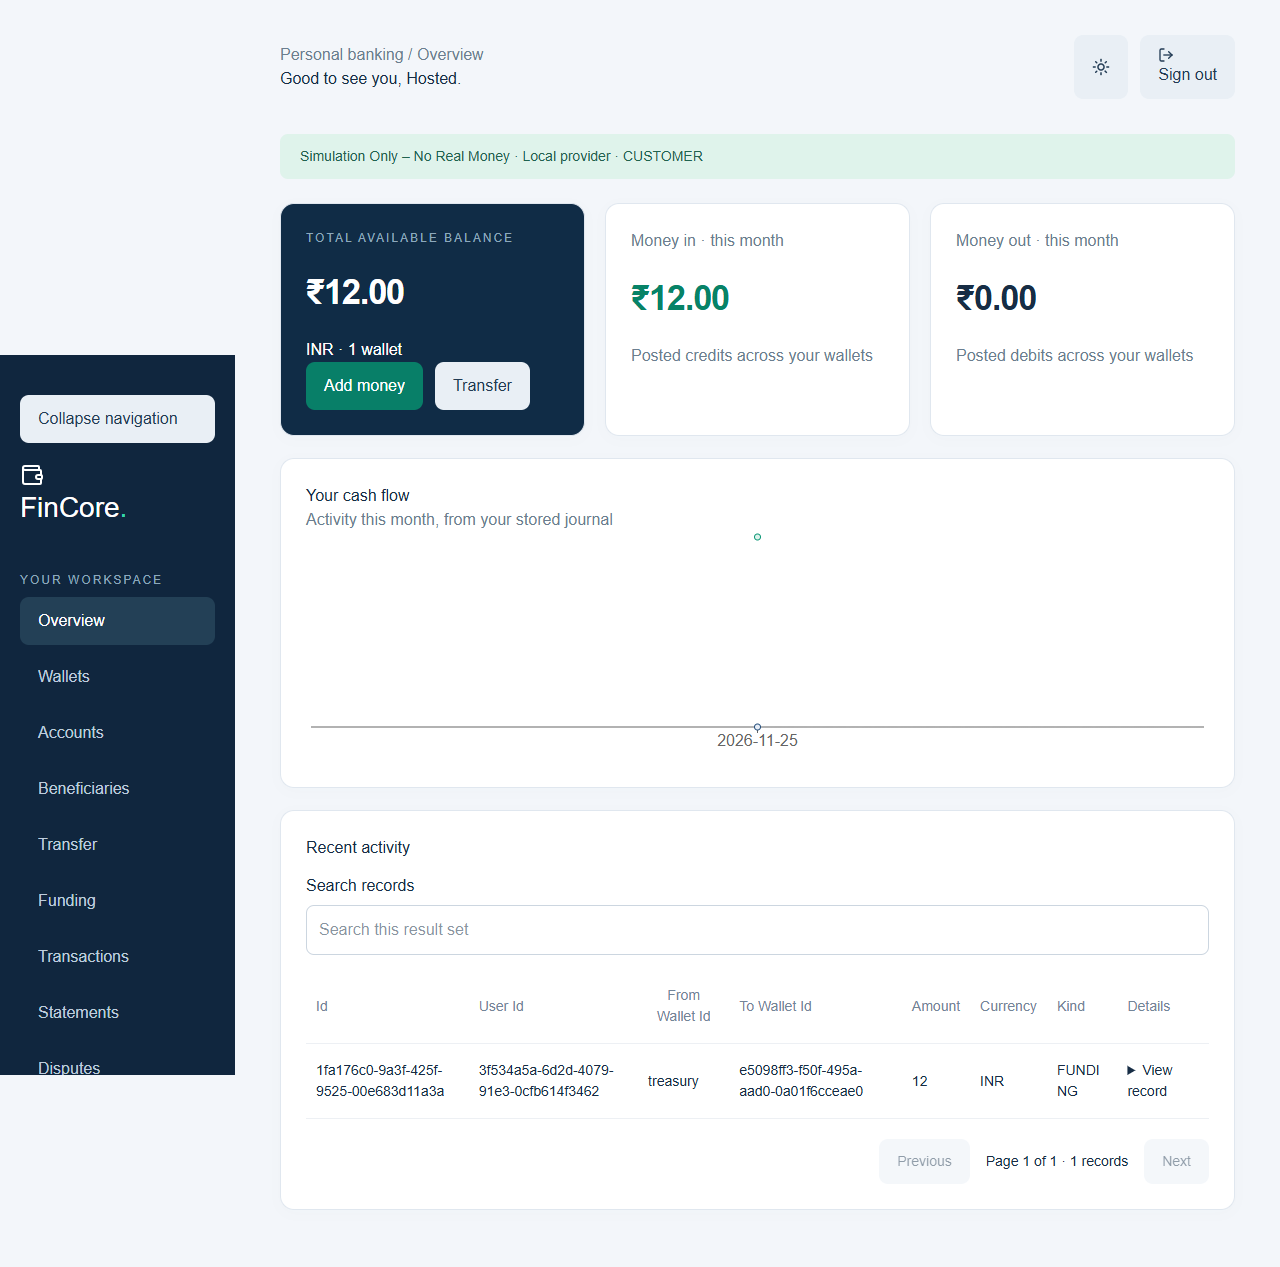 Personal banking / Overview
Good to see you, Hosted.
Sign out
Simulation Only – No Real Money · Local provider · CUSTOMER
TOTAL AVAILABLE BALANCE
₹12.00
INR · 1 wallet
Add money
Transfer
Money in · this month
₹12.00
Posted credits across your wallets
Money out · this month
₹0.00
Posted debits across your wallets
Collapse navigation
FinCore.
YOUR WORKSPACE
Overview
Wallets
Accounts
Beneficiaries
Transfer
Funding
Transactions
Statements
Disputes
Your cash flow
Activity this month, from your stored journal
2026-11-25
Recent activity
Search records
Search this result set
Id
User Id
From
Wallet Id
To Wallet Id
Amount
Currency
Kind
Details
1fa176c0-9a3f-425f-
9525-00e683d11a3a
3f534a5a-6d2d-4079-
91e3-0cfb614f3462
treasury
e5098ff3-f50f-495a-
aad0-0a01f6cceae0
12
INR
FUNDI
NG
View
record
Previous
Page 1 of 1 · 1 records
Next